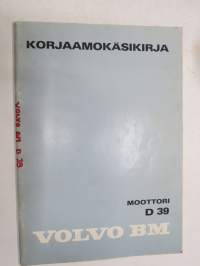 KORJAAMOKÄSIKIRJA
MOOTTORI
D 39
VOLVO BM
VOLVO BM D 39